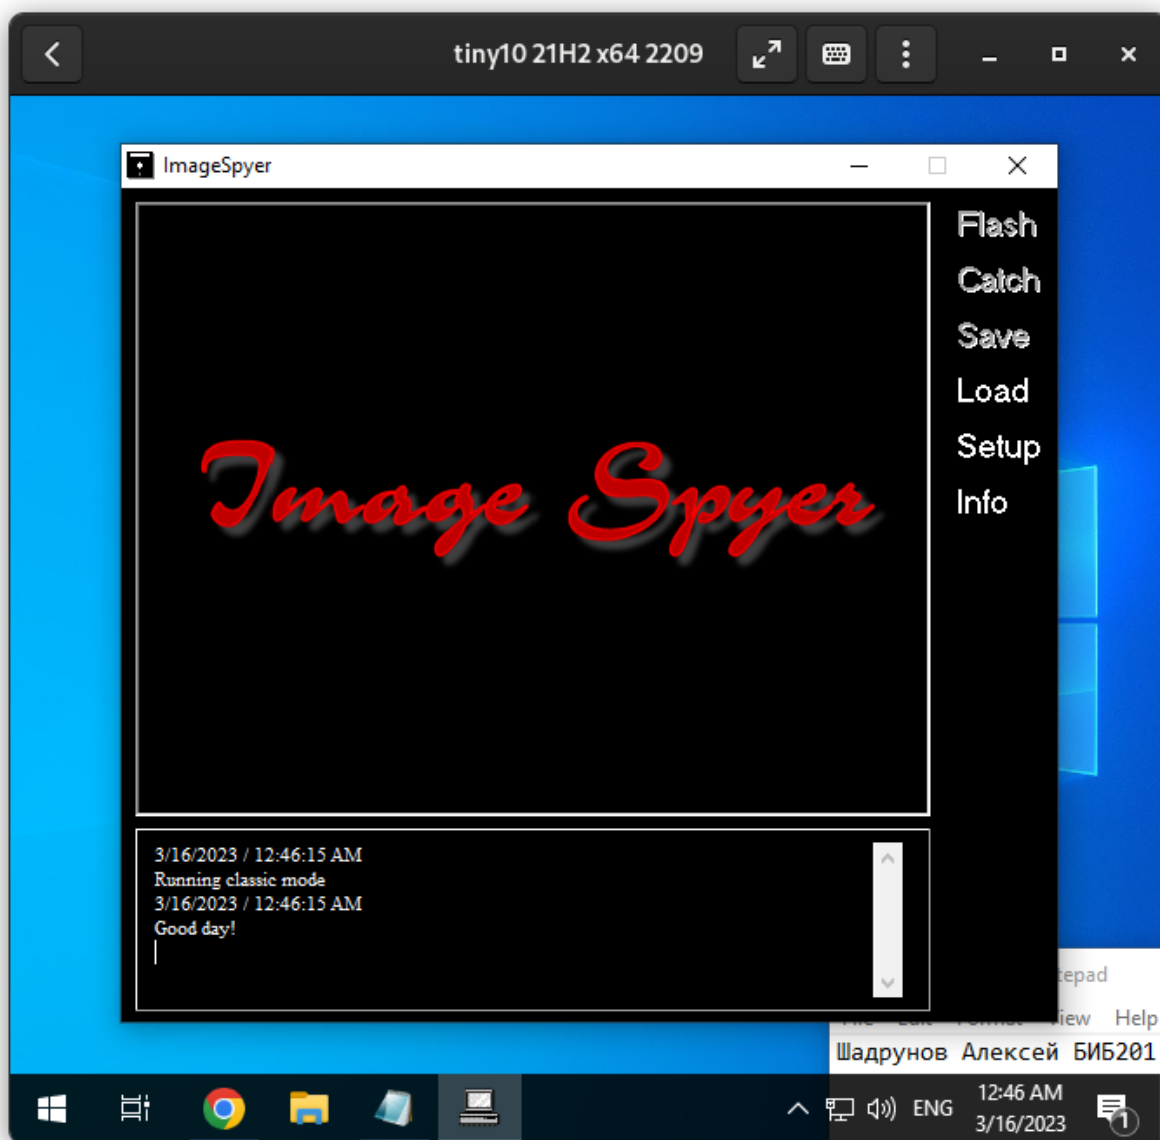 tiny10 21H2 x64 2209
ImageSpyer
Flash
Catch
Save
Load
Setup
Info
Image Spyer
3/16/2023 / 12:46:15 AM
Running classic mode
3/16/2023 / 12:46:15 AM
Good day!
Help
Шадрунов Алексей БИБ201
ENG
12:46 AM
3/16/2023
1